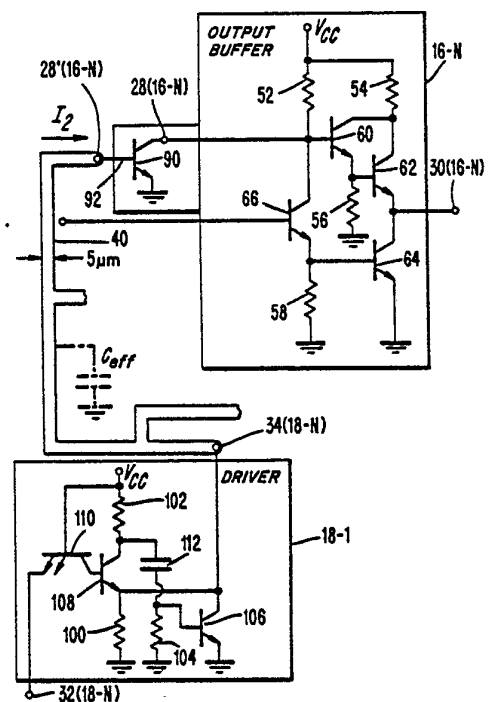 OUTPUT
BUFFER
VCC
16-N
28'(16-N)
28(16-N)
52
54
I2
60
90
62
30(16-N)
92
66
56
40
64
5μm
58
Ceff
34(18-N)
DRIVER
VCC
102
110
112
18-1
108
106
100
104
32(18-N)